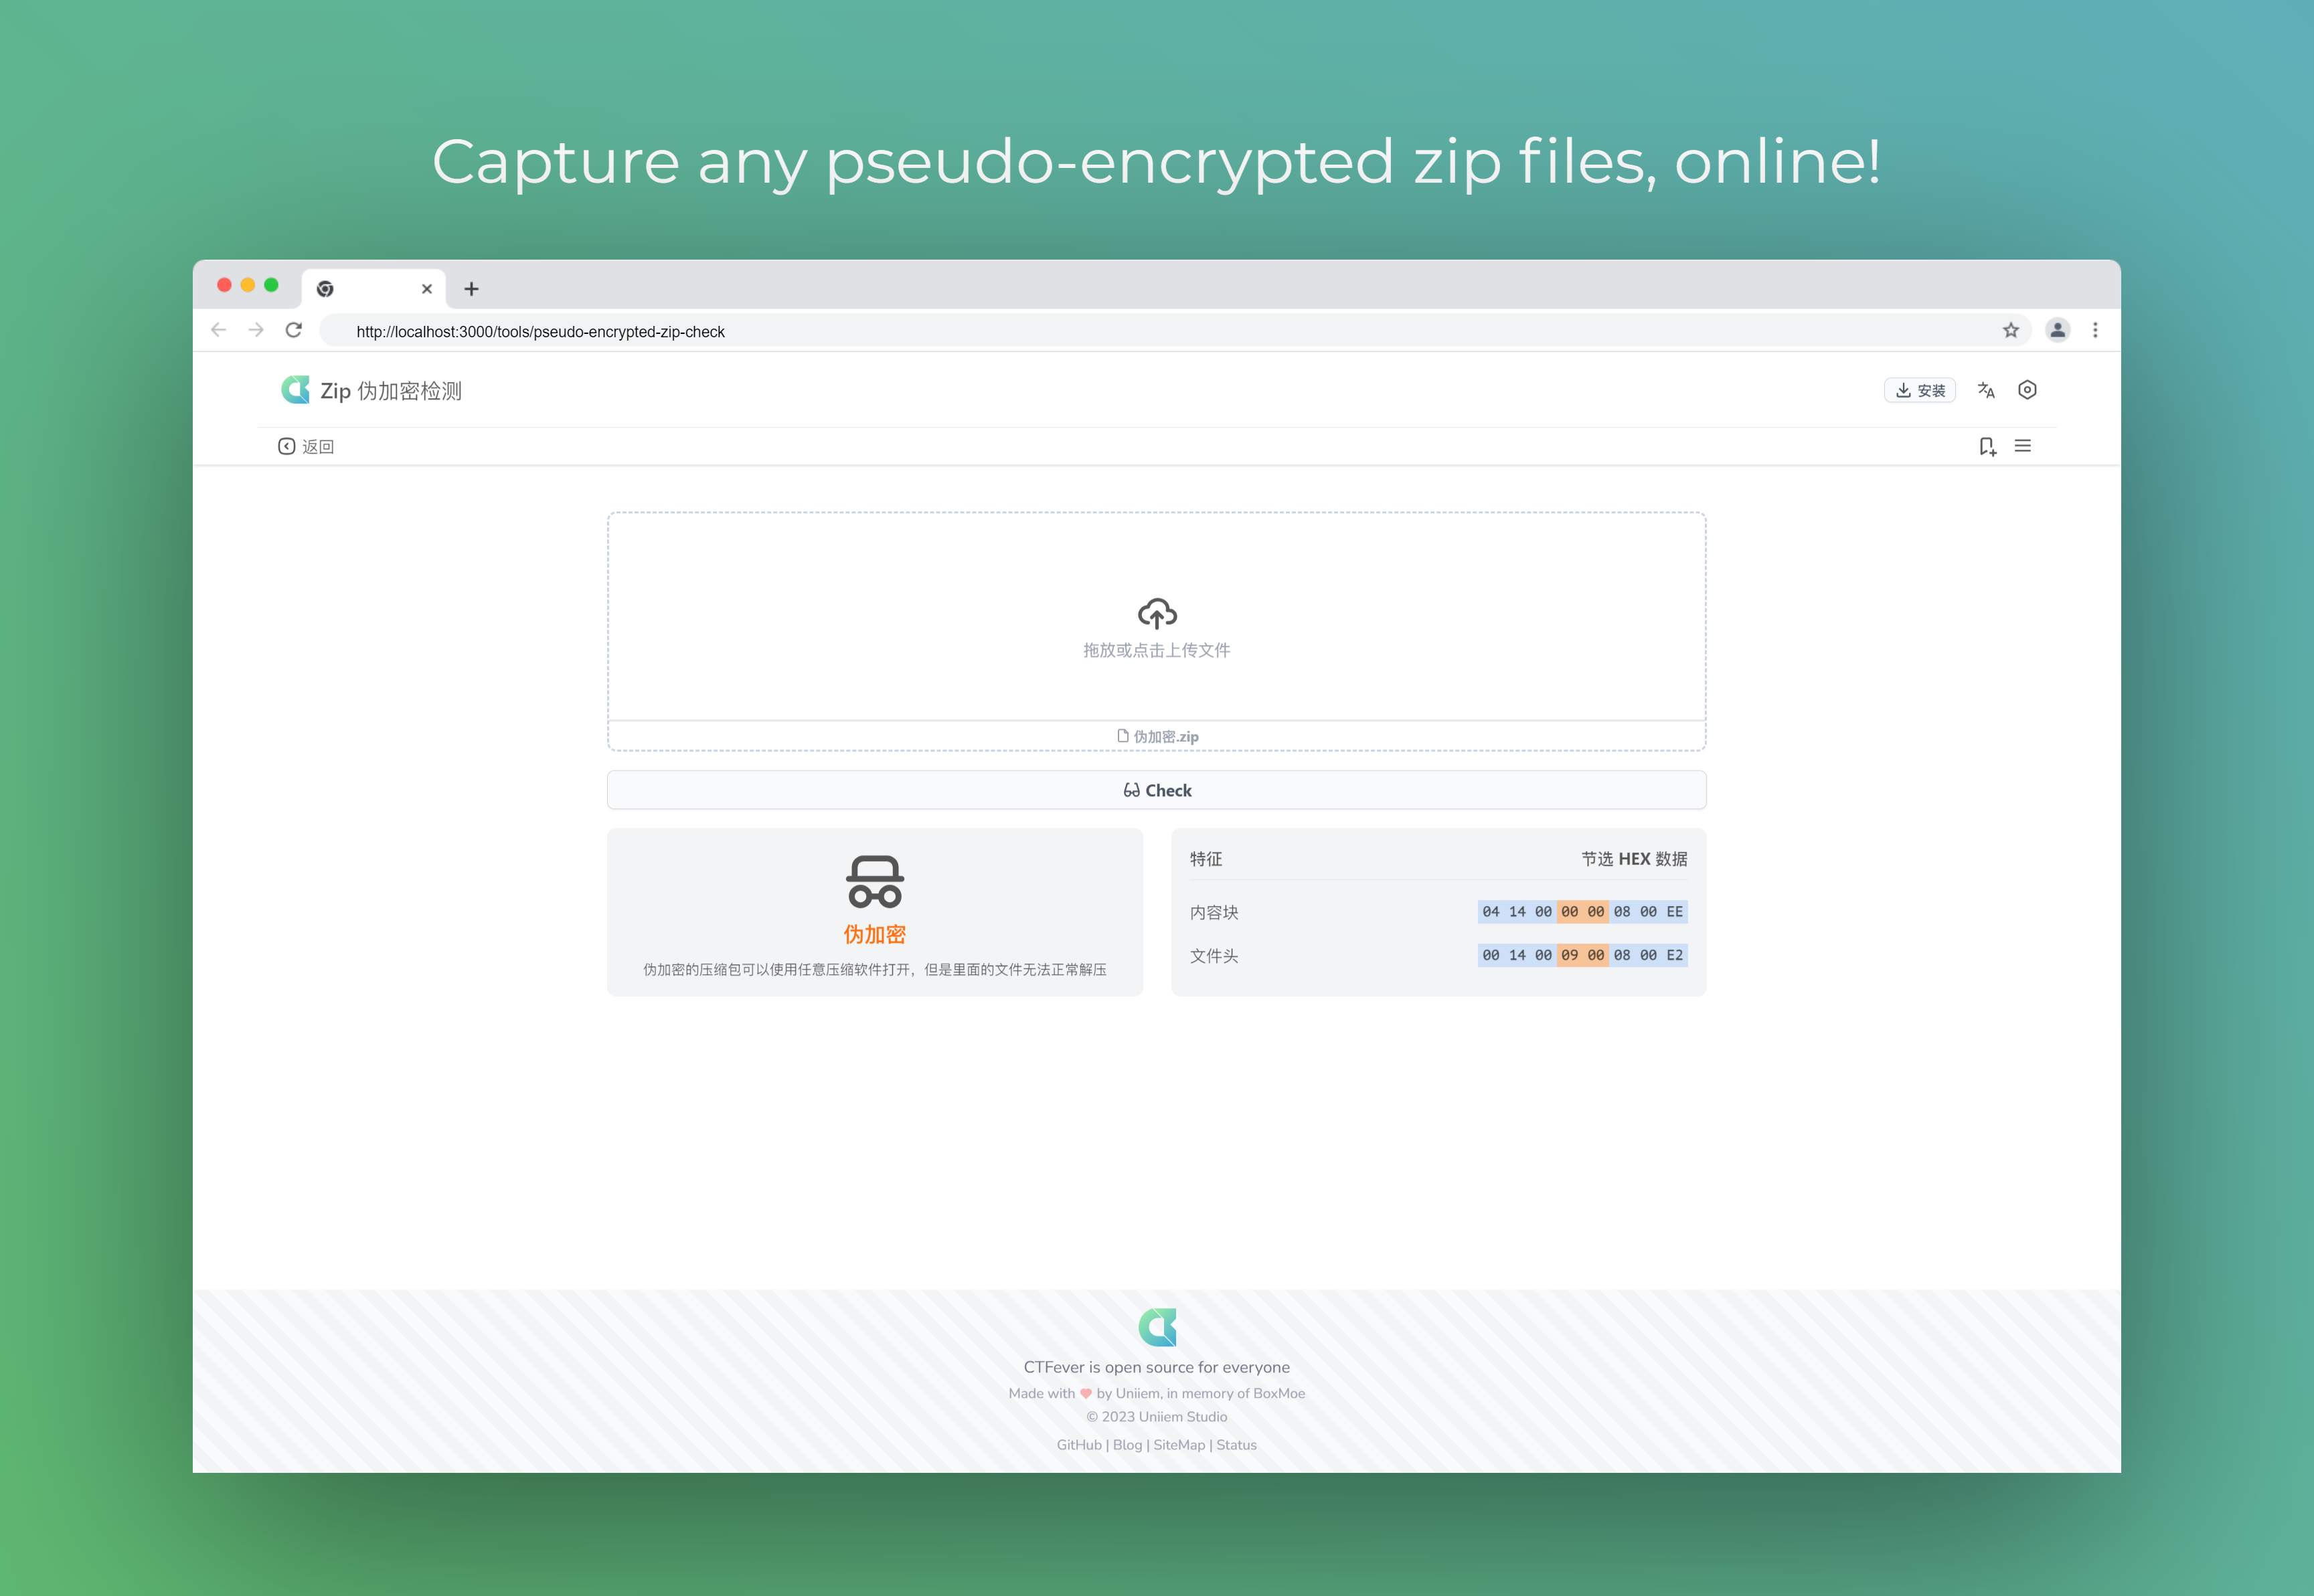 Capture any pseudo-encrypted zip files, online!
http://localhost:3000/tools/pseudo-encrypted-zip-check
Zip 伪加密检测
安装
返回
拖放或点击上传文件
伪加密.zip
Check
伪加密
伪加密的压缩包可以使用任意压缩软件打开，但是里面的文件无法正常解压
特征 节选 HEX 数据
内容块 04 14 00 00 00 08 00 EE
文件头 00 14 00 09 00 08 00 E2
CTFever is open source for everyone
Made with ❤ by Uniiem, in memory of BoxMoe
© 2023 Uniiem Studio
GitHub | Blog | SiteMap | Status